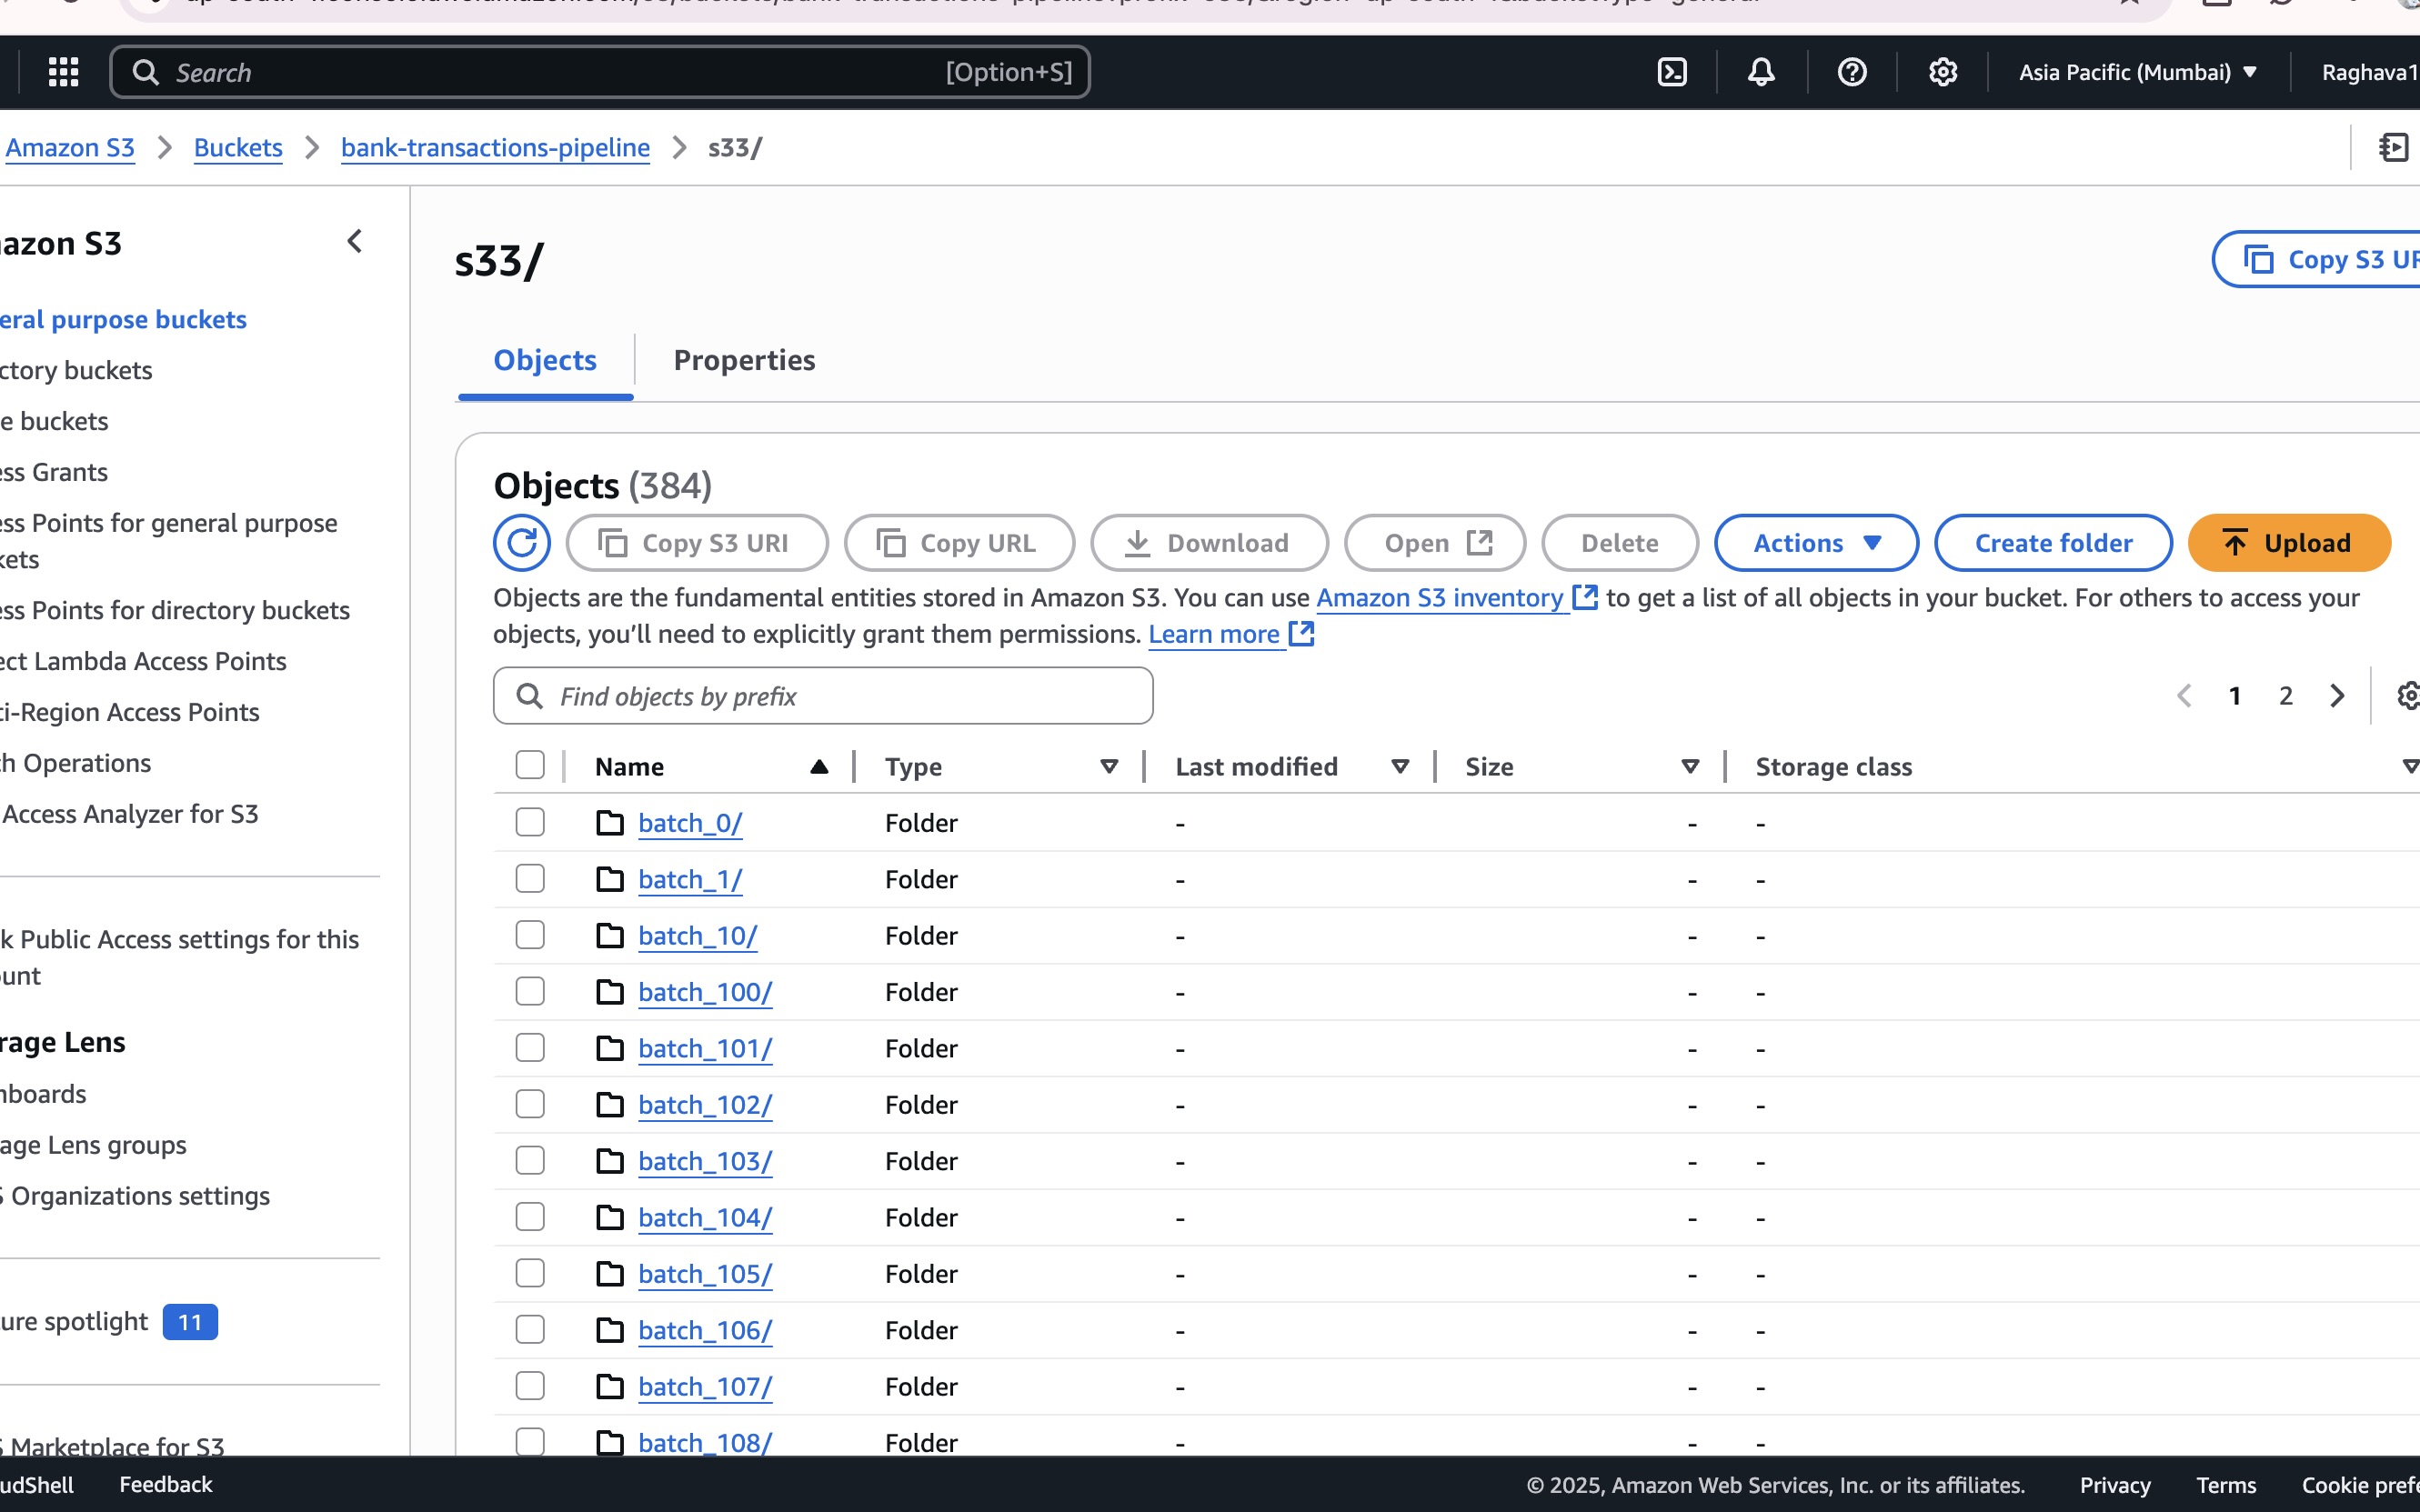 Search [Option+S] Asia Pacific (Mumbai) Raghava1
Amazon S3 Buckets bank-transactions-pipeline s33/
azon S3
eral purpose buckets
ctory buckets
e buckets
ess Grants
ess Points for general purpose
kets
ess Points for directory buckets
ect Lambda Access Points
ti-Region Access Points
h Operations
Access Analyzer for S3
k Public Access settings for this
unt
rage Lens
boards
age Lens groups
S Organizations settings
ure spotlight 11
S Marketplace for S3
s33/
Copy S3 UR
Objects Properties
Objects (384)
Copy S3 URI Copy URL Download Open Delete Actions Create folder Upload
Objects are the fundamental entities stored in Amazon S3. You can use Amazon S3 inventory to get a list of all objects in your bucket. For others to access your
objects, you’ll need to explicitly grant them permissions. Learn more
Find objects by prefix
1 2
Name Type Last modified Size Storage class
batch_0/ Folder - - -
batch_1/ Folder - - -
batch_10/ Folder - - -
batch_100/ Folder - - -
batch_101/ Folder - - -
batch_102/ Folder - - -
batch_103/ Folder - - -
batch_104/ Folder - - -
batch_105/ Folder - - -
batch_106/ Folder - - -
batch_107/ Folder - - -
batch_108/ Folder - - -
udShell Feedback © 2025, Amazon Web Services, Inc. or its affiliates. Privacy Terms Cookie prefe